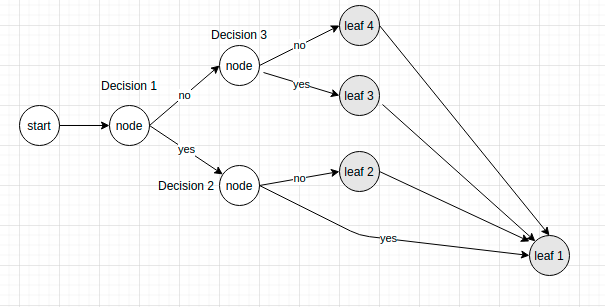 leaf 4
Decision 3
no
node
yes
leaf 3
Decision 1
no
start
node
yes
leaf 2
no
Decision 2
node
yes
leaf 1